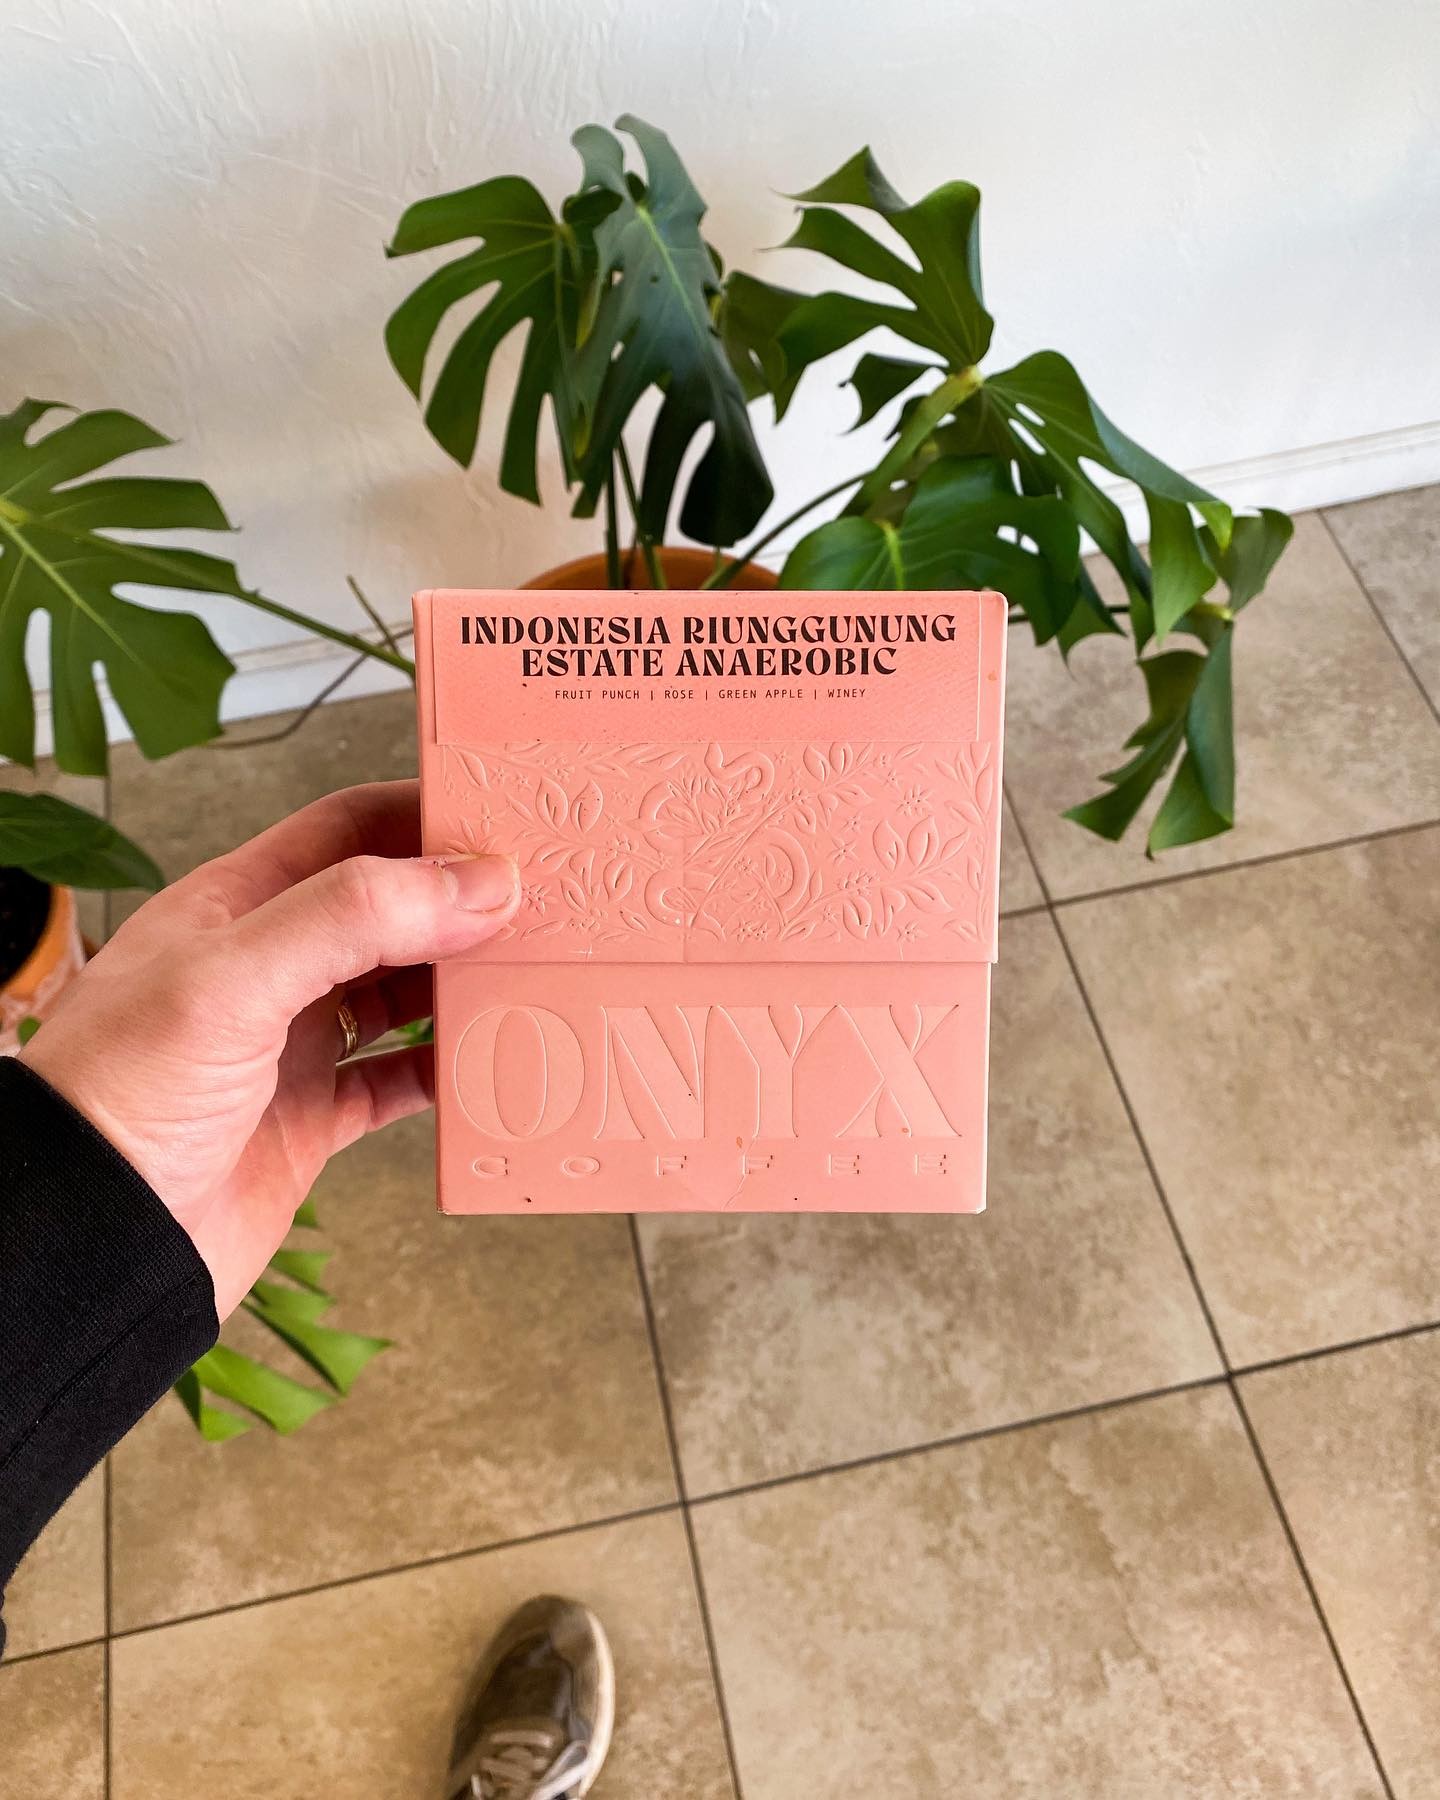 INDONESIA RIUNGGUNUNG
ESTATE ANAEROBIC
FRUIT PUNCH | ROSE | GREEN APPLE | WINEY
ONYX
COFFEE